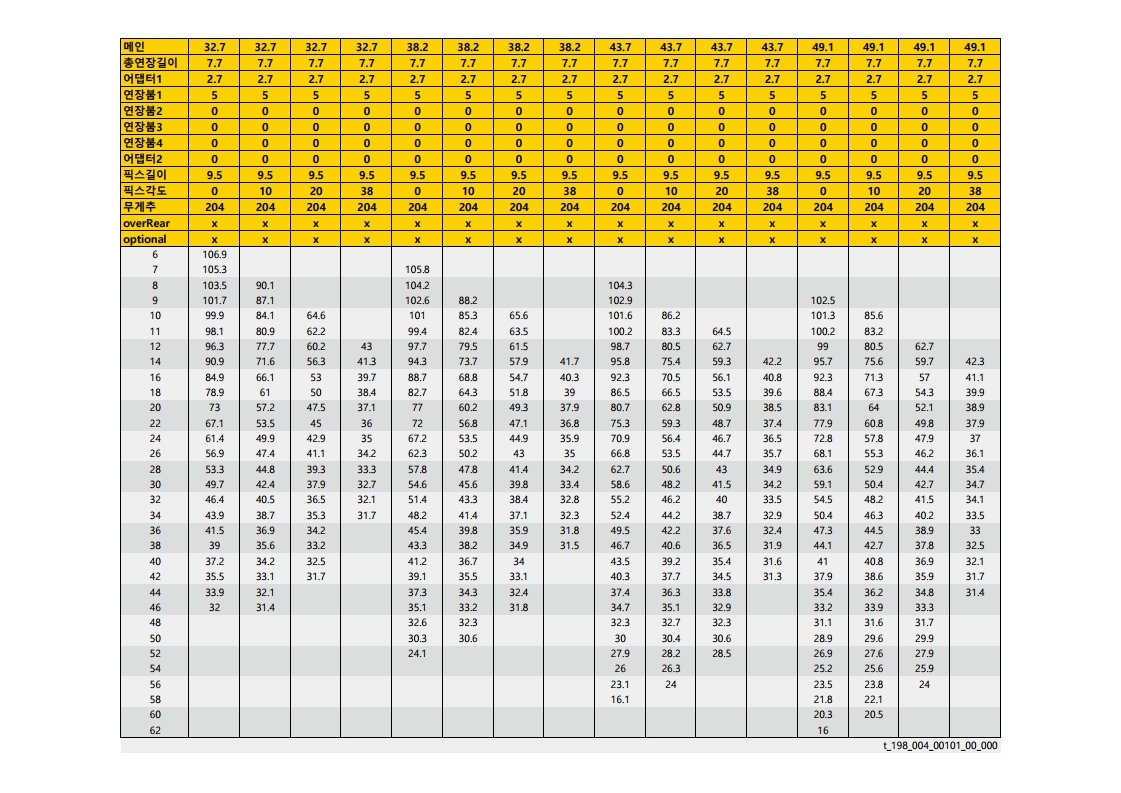 메인 32.7 32.7 32.7 32.7 38.2 38.2 38.2 38.2 43.7 43.7 43.7 43.7 49.1 49.1 49.1 49.1
총연장길이 7.7 7.7 7.7 7.7 7.7 7.7 7.7 7.7 7.7 7.7 7.7 7.7 7.7 7.7 7.7 7.7
어댑터1 2.7 2.7 2.7 2.7 2.7 2.7 2.7 2.7 2.7 2.7 2.7 2.7 2.7 2.7 2.7 2.7
연장붐1 5 5 5 5 5 5 5 5 5 5 5 5 5 5 5 5
연장붐2 0 0 0 0 0 0 0 0 0 0 0 0 0 0 0 0
연장붐3 0 0 0 0 0 0 0 0 0 0 0 0 0 0 0 0
연장붐4 0 0 0 0 0 0 0 0 0 0 0 0 0 0 0 0
어댑터2 0 0 0 0 0 0 0 0 0 0 0 0 0 0 0 0
픽스길이 9.5 9.5 9.5 9.5 9.5 9.5 9.5 9.5 9.5 9.5 9.5 9.5 9.5 9.5 9.5 9.5
픽스각도 0 10 20 38 0 10 20 38 0 10 20 38 0 10 20 38
무게추 204 204 204 204 204 204 204 204 204 204 204 204 204 204 204 204
overRear x x x x x x x x x x x x x x x x
optional x x x x x x x x x x x x x x x x
6 106.9
7 105.3 105.8
8 103.5 90.1 104.2 104.3
9 101.7 87.1 102.6 88.2 102.9 102.5
10 99.9 84.1 64.6 101 85.3 65.6 101.6 86.2 101.3 85.6
11 98.1 80.9 62.2 99.4 82.4 63.5 100.2 83.3 64.5 100.2 83.2
12 96.3 77.7 60.2 43 97.7 79.5 61.5 98.7 80.5 62.7 99 80.5 62.7
14 90.9 71.6 56.3 41.3 94.3 73.7 57.9 41.7 95.8 75.4 59.3 42.2 95.7 75.6 59.7 42.3
16 84.9 66.1 53 39.7 88.7 68.8 54.7 40.3 92.3 70.5 56.1 40.8 92.3 71.3 57 41.1
18 78.9 61 50 38.4 82.7 64.3 51.8 39 86.5 66.5 53.5 39.6 88.4 67.3 54.3 39.9
20 73 57.2 47.5 37.1 77 60.2 49.3 37.9 80.7 62.8 50.9 38.5 83.1 64 52.1 38.9
22 67.1 53.5 45 36 72 56.8 47.1 36.8 75.3 59.3 48.7 37.4 77.9 60.8 49.8 37.9
24 61.4 49.9 42.9 35 67.2 53.5 44.9 35.9 70.9 56.4 46.7 36.5 72.8 57.8 47.9 37
26 56.9 47.4 41.1 34.2 62.3 50.2 43 35 66.8 53.5 44.7 35.7 68.1 55.3 46.2 36.1
28 53.3 44.8 39.3 33.3 57.8 47.8 41.4 34.2 62.7 50.6 43 34.9 63.6 52.9 44.4 35.4
30 49.7 42.4 37.9 32.7 54.6 45.6 39.8 33.4 58.6 48.2 41.5 34.2 59.1 50.4 42.7 34.7
32 46.4 40.5 36.5 32.1 51.4 43.3 38.4 32.8 55.2 46.2 40 33.5 54.5 48.2 41.5 34.1
34 43.9 38.7 35.3 31.7 48.2 41.4 37.1 32.3 52.4 44.2 38.7 32.9 50.4 46.3 40.2 33.5
36 41.5 36.9 34.2 45.4 39.8 35.9 31.8 49.5 42.2 37.6 32.4 47.3 44.5 38.9 33
38 39 35.6 33.2 43.3 38.2 34.9 31.5 46.7 40.6 36.5 31.9 44.1 42.7 37.8 32.5
40 37.2 34.2 32.5 41.2 36.7 34 43.5 39.2 35.4 31.6 41 40.8 36.9 32.1
42 35.5 33.1 31.7 39.1 35.5 33.1 40.3 37.7 34.5 31.3 37.9 38.6 35.9 31.7
44 33.9 32.1 37.3 34.3 32.4 37.4 36.3 33.8 35.4 36.2 34.8 31.4
46 32 31.4 35.1 33.2 31.8 34.7 35.1 32.9 33.2 33.9 33.3
48 32.6 32.3 32.3 32.7 32.3 31.1 31.6 31.7
50 30.3 30.6 30 30.4 30.6 28.9 29.6 29.9
52 24.1 27.9 28.2 28.5 26.9 27.6 27.9
54 26 26.3 25.2 25.6 25.9
56 23.1 24 23.5 23.8 24
58 16.1 21.8 22.1
60 20.3 20.5
62 16
t_198_004_00101_00_000